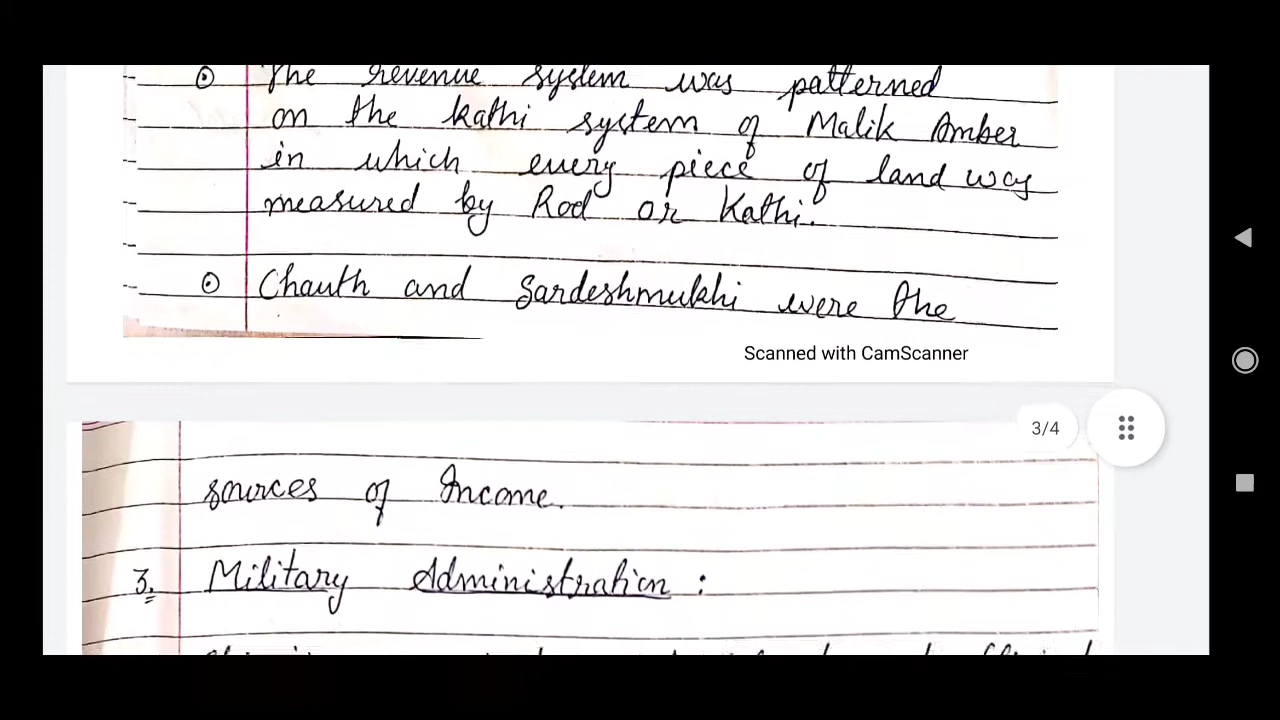 The revenue system was patterned
on the kathi system of Malik Amber
in which every piece of land was
measured by Rod or Kathi.
Chauth and Sardeshmukhi were the
Scanned with CamScanner
3/4
sources of Income.
3. Military Administration :